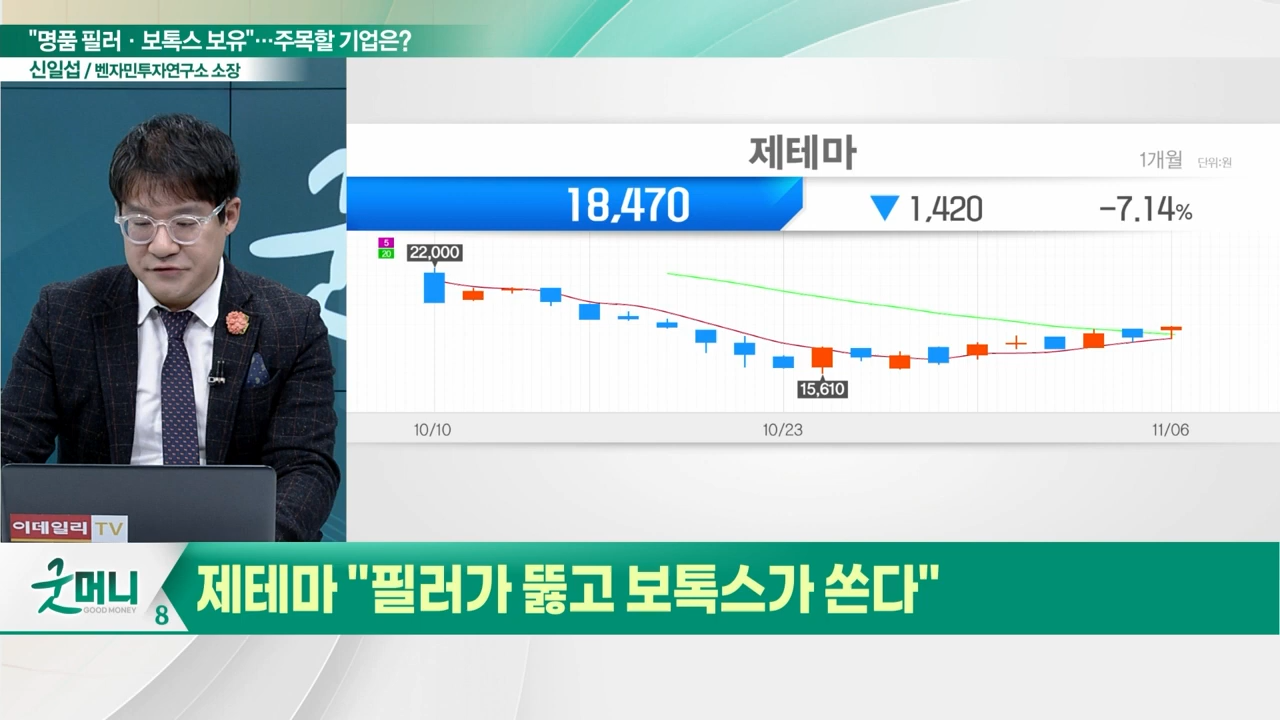 "명품 필러 · 보톡스 보유"…주목할 기업은?
신일섭 / 벤자민투자연구소 소장
제테마
1개월 단위:원
18,470 ▼ 1,420 -7.14%
5
20
22,000
15,610
10/10 10/23 11/06
이데일리 TV
굿머니
GOOD MONEY
8
제테마 "필러가 뚫고 보톡스가 쏜다"